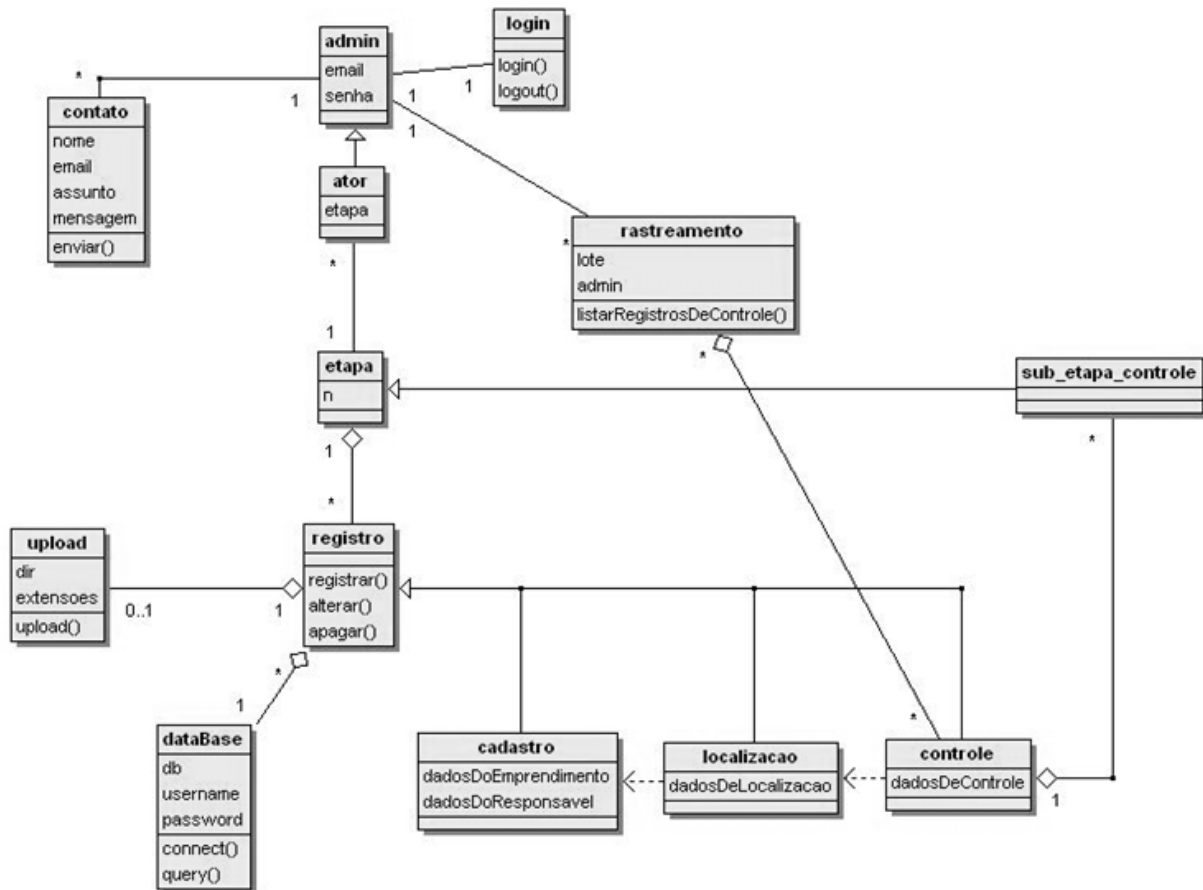 login
login()
logout()
admin
email
senha
*
1
1
1
1
contato
nome
email
assunto
mensagem
enviar()
ator
etapa
*
1
rastreamento
lote
admin
listarRegistrosDeControle()
*
*
etapa
n
1
*
sub_etapa_controle
*
registro
registrar()
alterar()
apagar()
upload
dir
extensoes
upload()
0..1
1
*
1
dataBase
db
username
password
connect()
query()
cadastro
dadosDoEmprendimento
dadosDoResponsavel
localizacao
dadosDeLocalizacao
*
controle
dadosDeControle
1